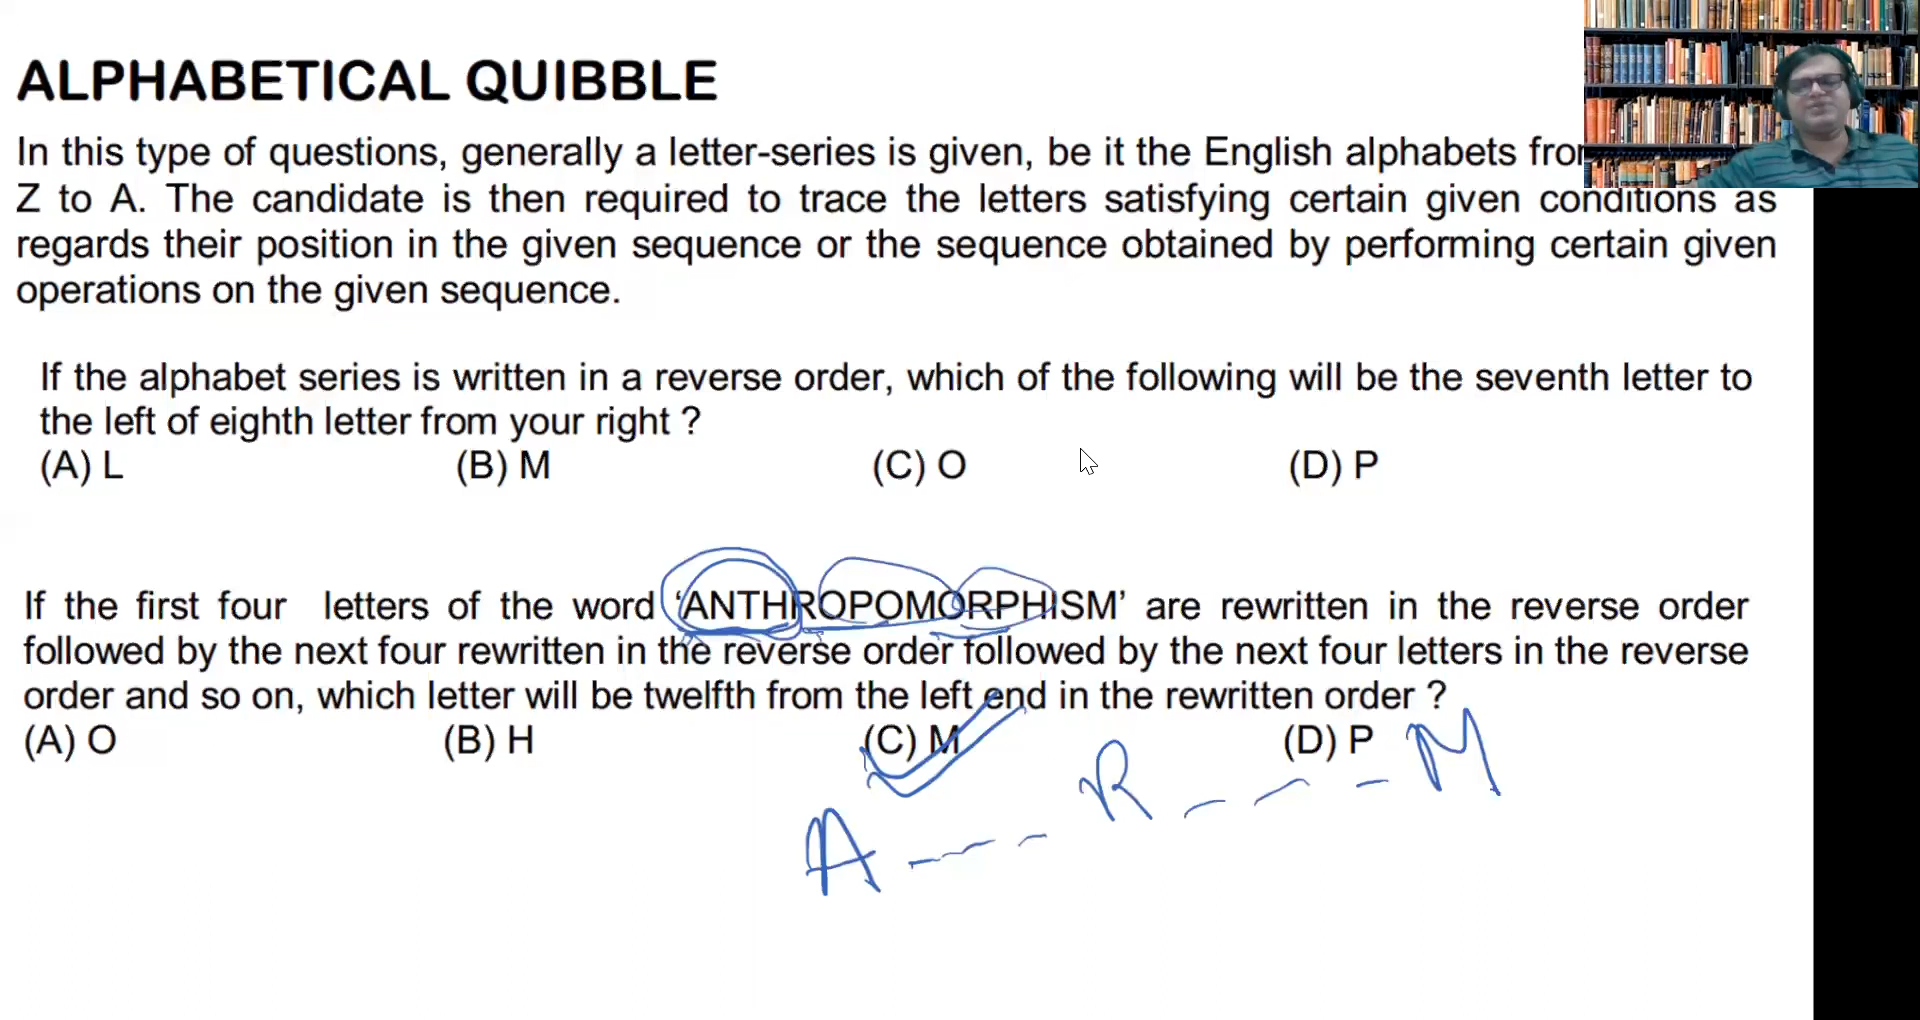 ALPHABETICAL QUIBBLE
In this type of questions, generally a letter-series is given, be it the English alphabets
Z to A. The candidate is then required to trace the letters satisfying certain given conditions as
regards their position in the given sequence or the sequence obtained by performing certain given
operations on the given sequence.
If the alphabet series is written in a reverse order, which of the following will be the seventh letter to
the left of eighth letter from your right ?
(A) L (B) M (C) O (D) P
If the first four letters of the word ‘ANTHROPOMORPHISM’ are rewritten in the reverse order
followed by the next four rewritten in the reverse order followed by the next four letters in the reverse
order and so on, which letter will be twelfth from the left end in the rewritten order ?
(A) O (B) H (C) M (D) P
A - - - R - - - M